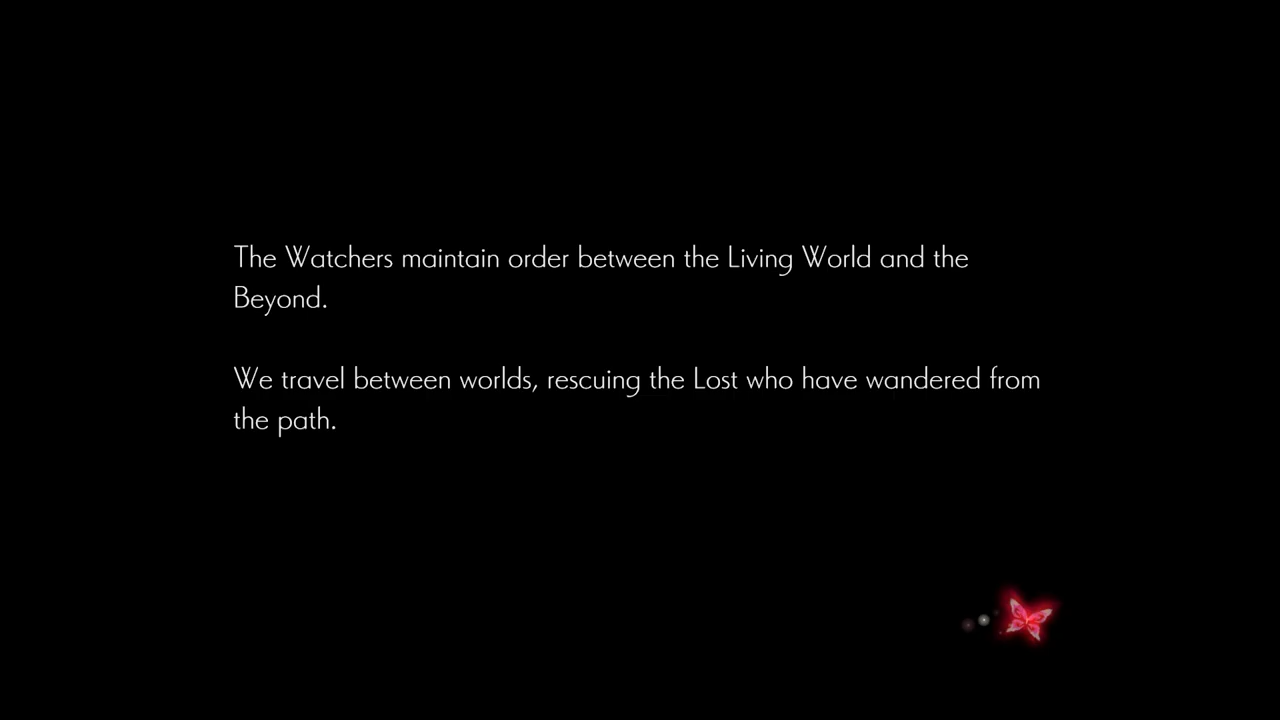 The Watchers maintain order between the Living World and the
Beyond.
We travel between worlds, rescuing the Lost who have wandered from
the path.